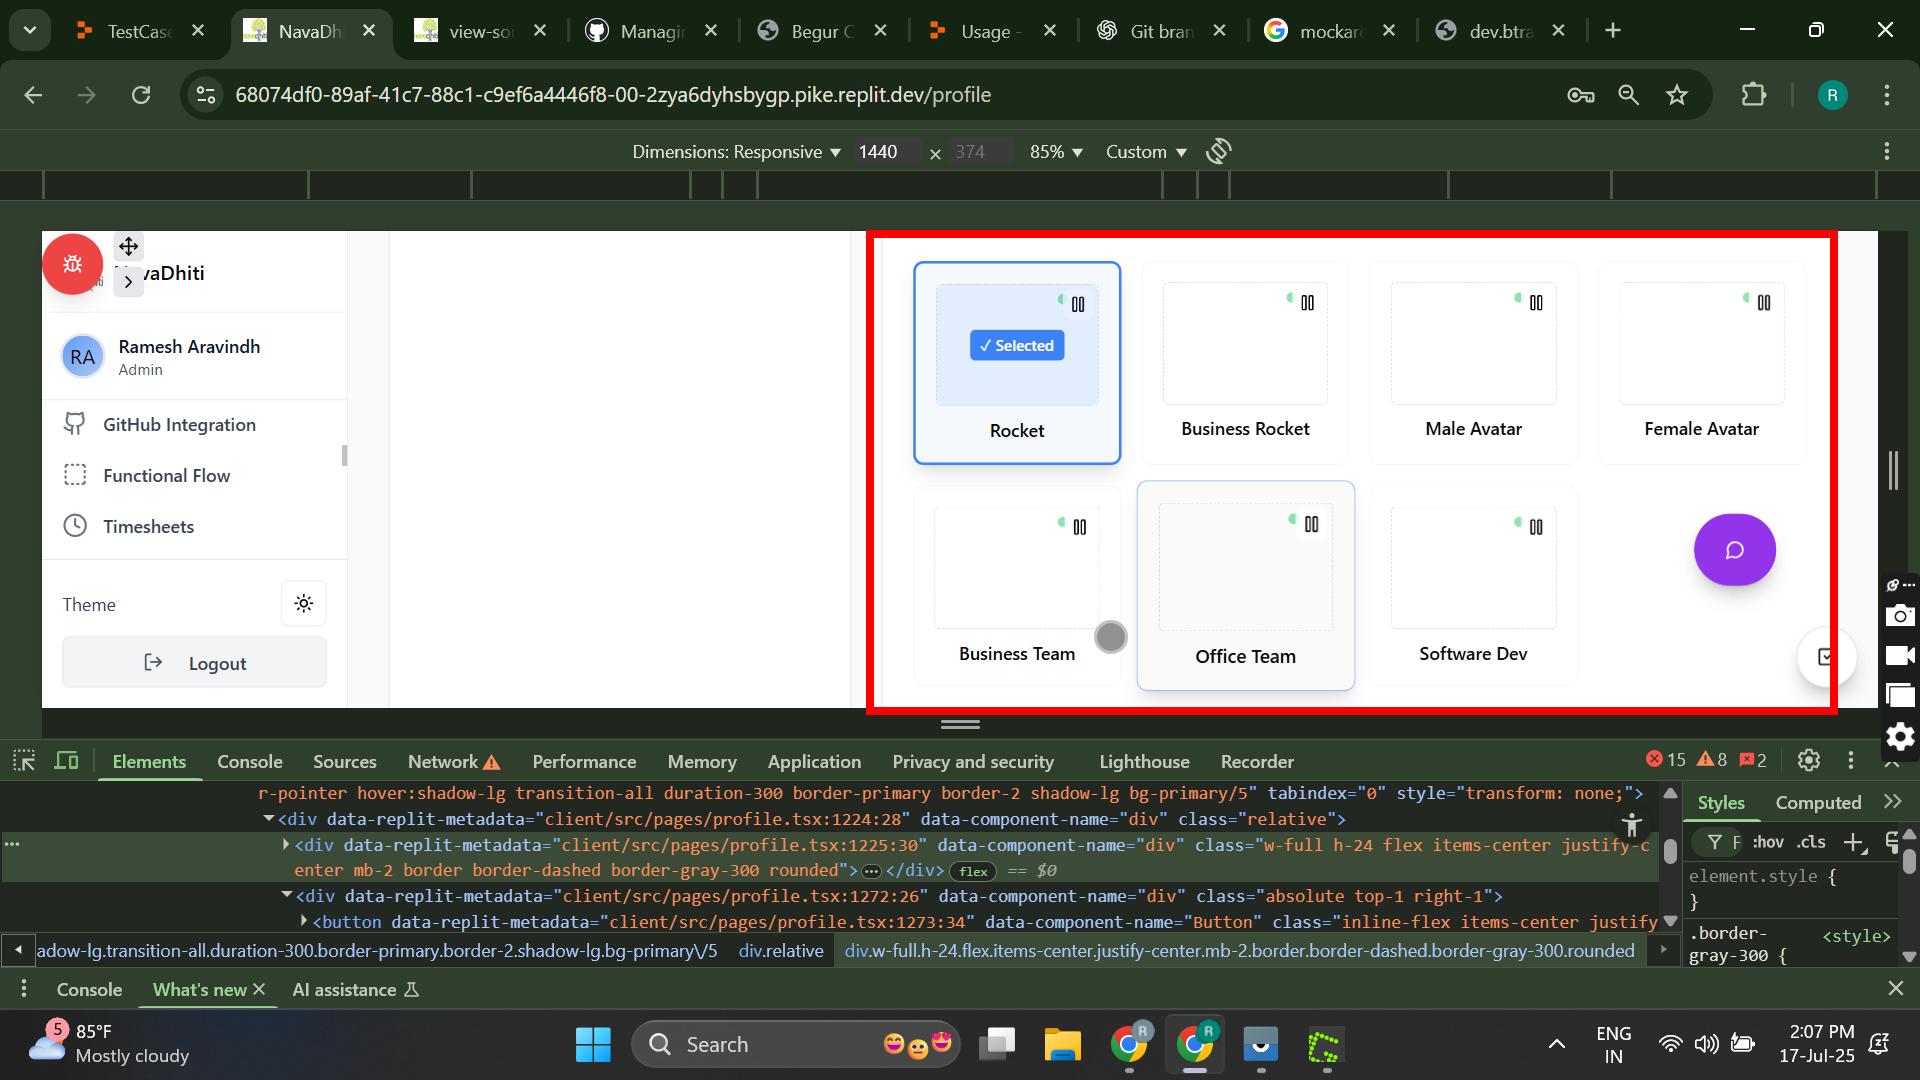 TestCase
NavaDh
view-so
Managi
Begur C
Usage -
Git bran
mockar
dev.btra
68074df0-89af-41c7-88c1-c9ef6a4446f8-00-2zya6dyhsbygp.pike.replit.dev/profile
R
Dimensions: Responsive ▼ 1440 × 374 85% ▼ Custom ▼
NavaDhiti
RA
Ramesh Aravindh
Admin
GitHub Integration
Functional Flow
Timesheets
Theme
Logout
✓ Selected
Rocket
Business Rocket
Male Avatar
Female Avatar
Business Team
Office Team
Software Dev
Elements Console Sources Network Performance Memory Application Privacy and security Lighthouse Recorder 15 8 2
r-pointer hover:shadow-lg transition-all duration-300 border-primary border-2 shadow-lg bg-primary/5" tabindex="0" style="transform: none;">
<div data-replit-metadata="client/src/pages/profile.tsx:1224:28" data-component-name="div" class="relative">
<div data-replit-metadata="client/src/pages/profile.tsx:1225:30" data-component-name="div" class="w-full h-24 flex items-center justify-c
enter mb-2 border border-dashed border-gray-300 rounded">…</div> flex == $0
<div data-replit-metadata="client/src/pages/profile.tsx:1272:26" data-component-name="div" class="absolute top-1 right-1">
<button data-replit-metadata="client/src/pages/profile.tsx:1273:34" data-component-name="Button" class="inline-flex items-center justify
adow-lg.transition-all.duration-300.border-primary.border-2.shadow-lg.bg-primary\/5 div.relative div.w-full.h-24.flex.items-center.justify-center.mb-2.border.border-dashed.border-gray-300.rounded
Styles Computed
F :hov .cls
element.style {
}
.border- <style>
gray-300 {
Console What's new AI assistance
5
85°F
Mostly cloudy
Search
R
R
ENG
IN
2:07 PM
17-Jul-25